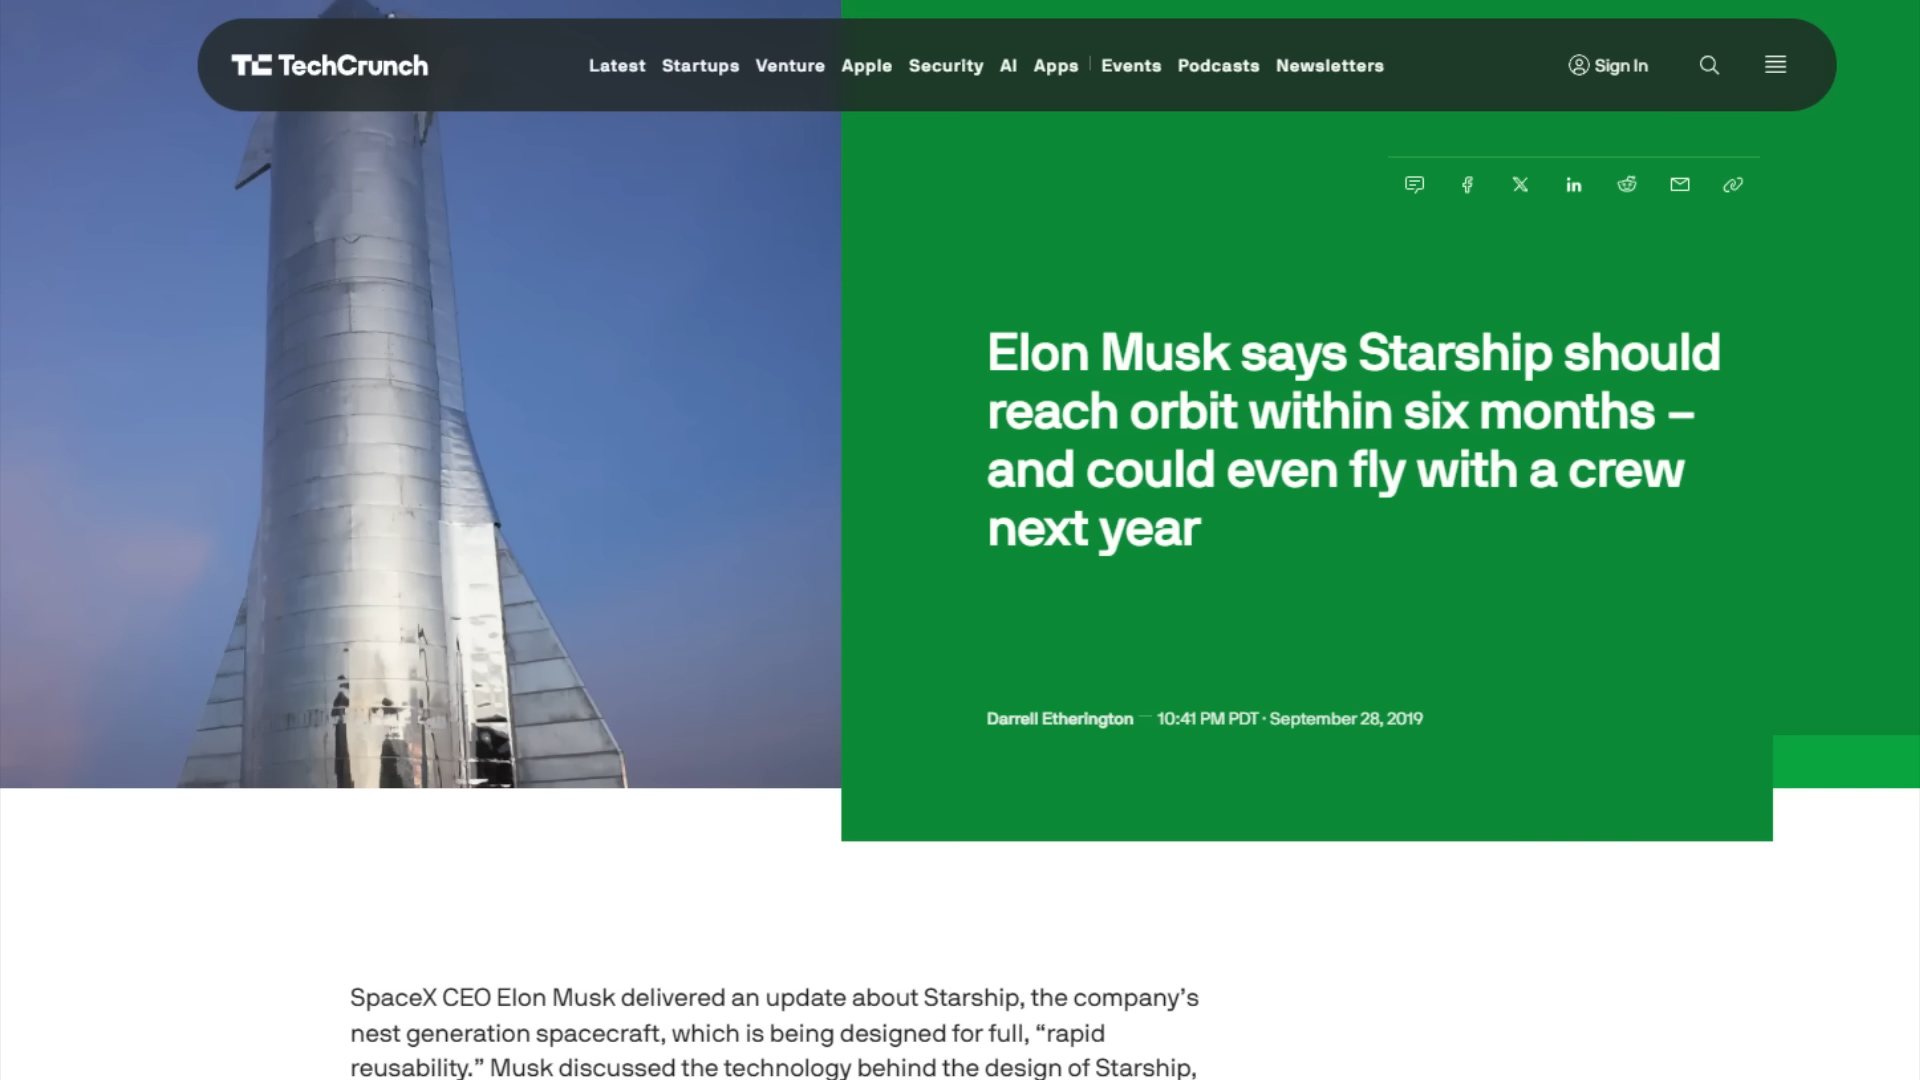 TechCrunch
Latest Startups Venture Apple Security AI Apps Events Podcasts Newsletters
Sign In
Elon Musk says Starship should
reach orbit within six months –
and could even fly with a crew
next year
Darrell Etherington — 10:41 PM PDT · September 28, 2019
SpaceX CEO Elon Musk delivered an update about Starship, the company’s
nest generation spacecraft, which is being designed for full, “rapid
reusability.” Musk discussed the technology behind the design of Starship,